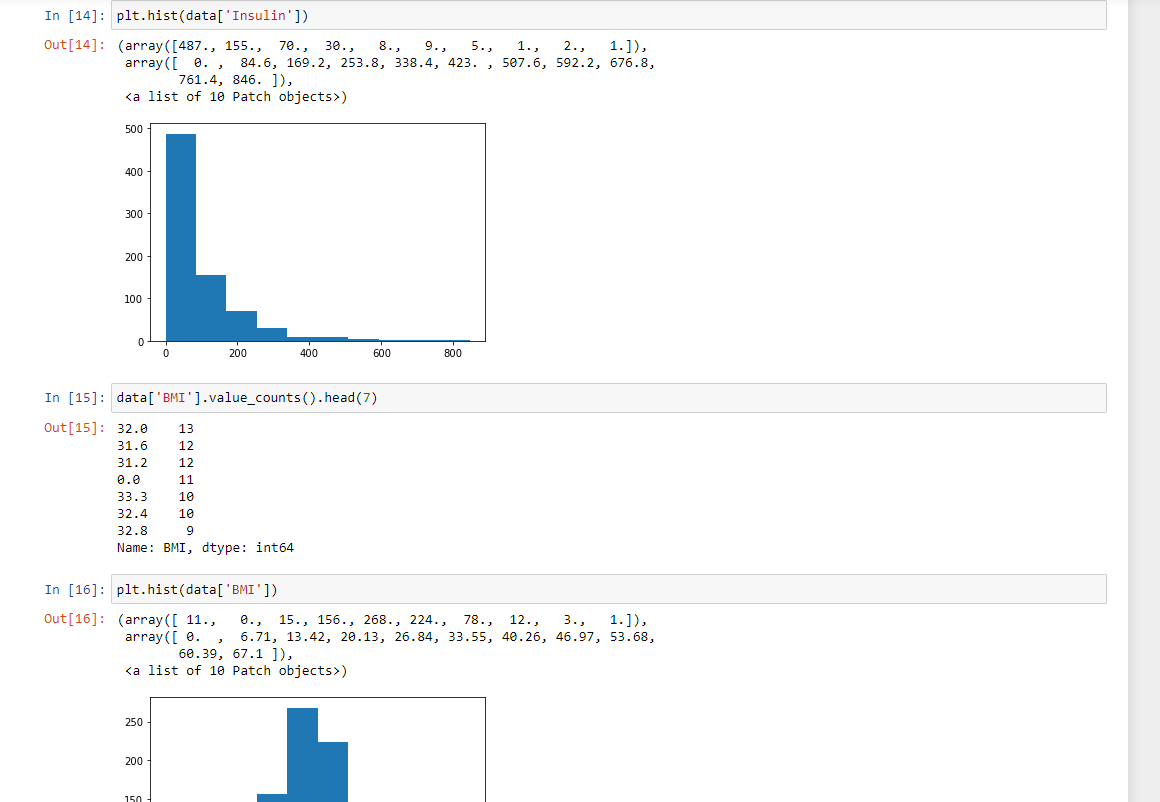 In [14]: plt.hist(data['Insulin'])
Out[14]: (array([487., 155., 70., 30., 8., 9., 5., 1., 2., 1.]),
array([ 0. , 84.6, 169.2, 253.8, 338.4, 423. , 507.6, 592.2, 676.8,
761.4, 846. ]),
<a list of 10 Patch objects>)
500
400
300
200
100
0
0 200 400 600 800
In [15]: data['BMI'].value_counts().head(7)
Out[15]: 32.0 13
31.6 12
31.2 12
0.0 11
33.3 10
32.4 10
32.8 9
Name: BMI, dtype: int64
In [16]: plt.hist(data['BMI'])
Out[16]: (array([ 11., 0., 15., 156., 268., 224., 78., 12., 3., 1.]),
array([ 0. , 6.71, 13.42, 20.13, 26.84, 33.55, 40.26, 46.97, 53.68,
60.39, 67.1 ]),
<a list of 10 Patch objects>)
250
200
150